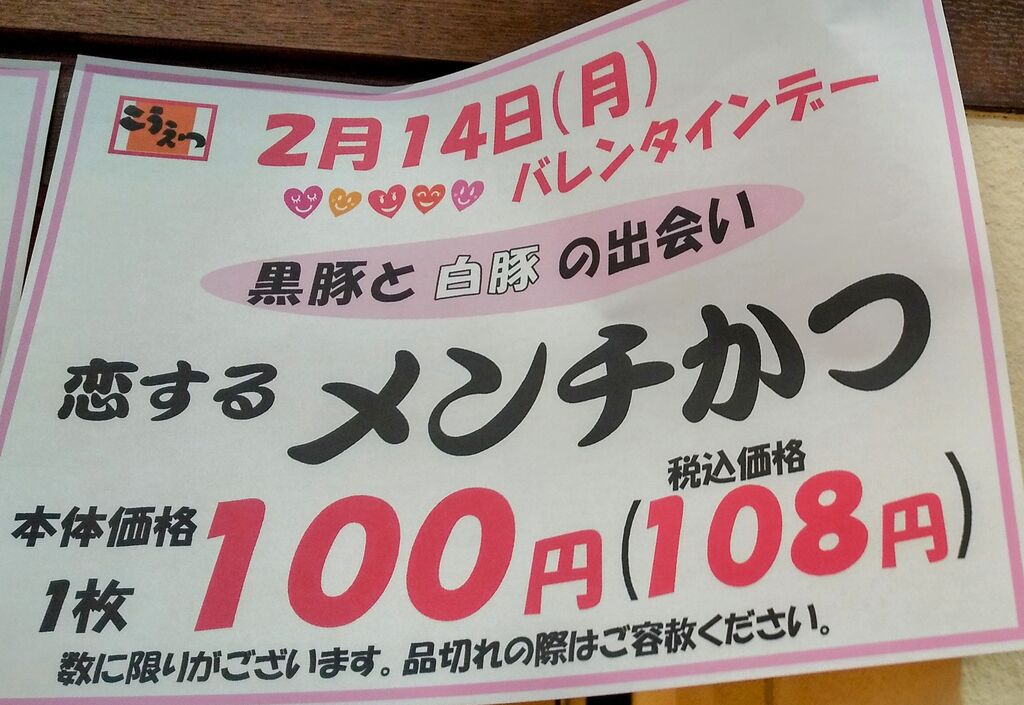 こうえつ
2月14日(月)
バレンタインデー
黒豚と白豚の出会い
恋するメンチかつ
税込価格
本体価格
1枚 100円(108円)
数に限りがございます。品切れの際はご容赦ください。